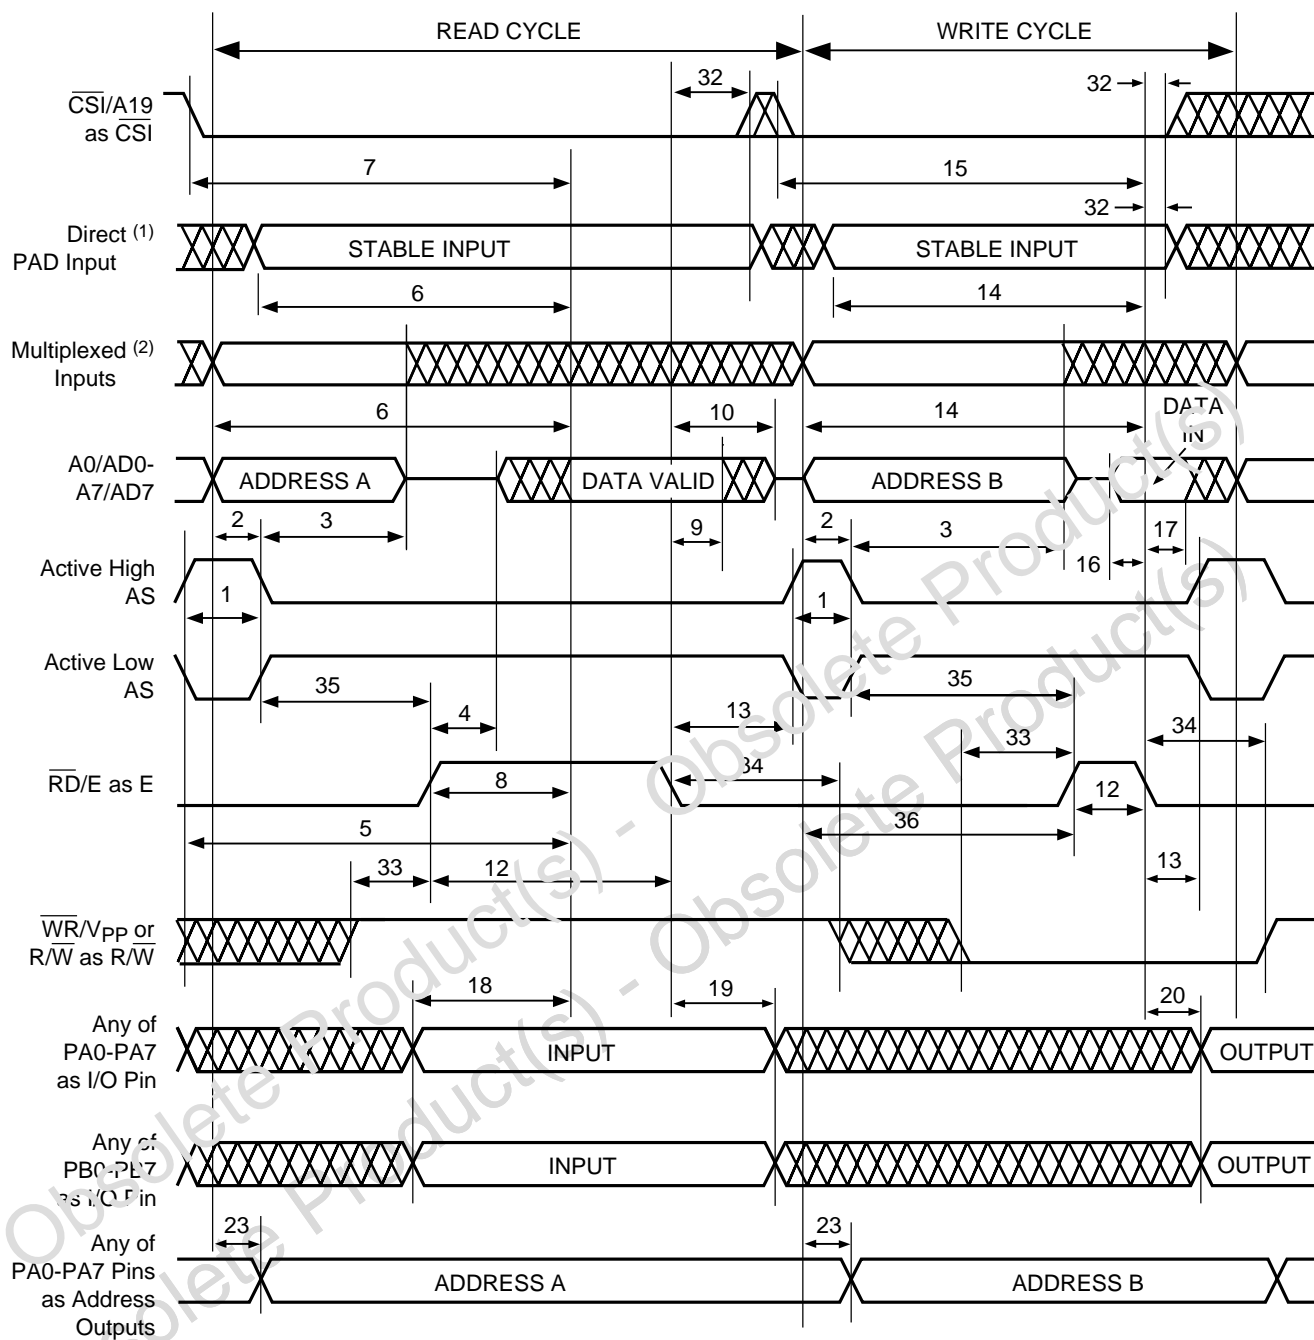 READ CYCLE
WRITE CYCLE
CSI/A19
as CSI
32
32
7
15
32
Direct (1)
PAD Input
STABLE INPUT
STABLE INPUT
6
14
Multiplexed (2)
Inputs
6
10
14
DATA
IN
A0/AD0-
A7/AD7
ADDRESS A
DATA VALID
ADDRESS B
2
3
9
2
3
17
16
Active High
AS
1
1
Active Low
AS
35
35
4
13
33
34
RD/E as E
8
34
12
5
36
33
12
13
WR/VPP or
R/W as R/W
18
19
20
Any of
PA0-PA7
as I/O Pin
INPUT
OUTPUT
Any of
PB0-PB7
as I/O Pin
INPUT
OUTPUT
23
23
Any of
PA0-PA7 Pins
as Address
Outputs
ADDRESS A
ADDRESS B
Obsolete Product(s) - Obsolete Product(s)
Obsolete Product(s) - Obsolete Product(s)